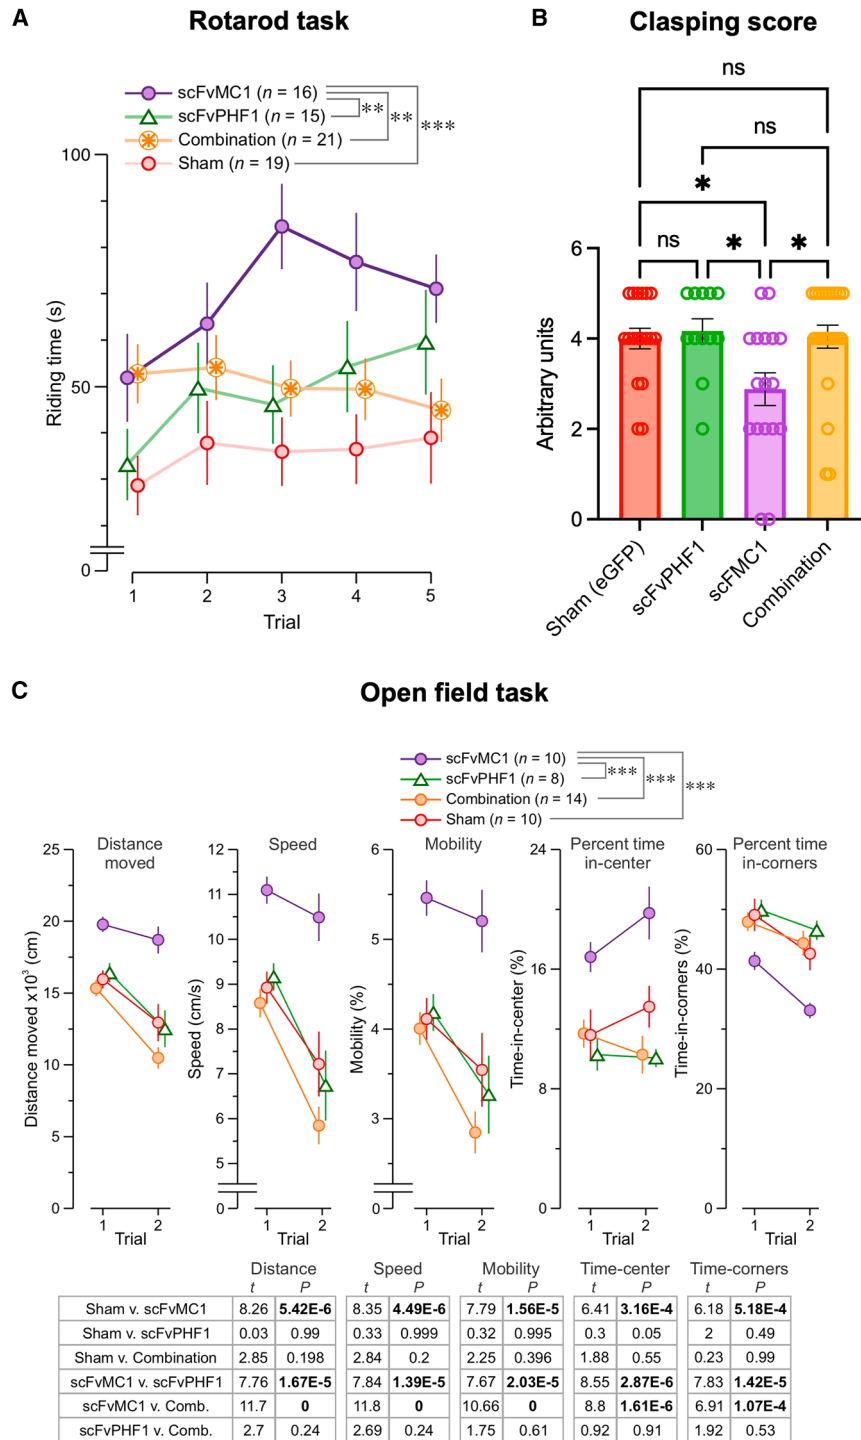 A
Rotarod task
scFvMC1 (n = 16)
scFvPHF1 (n = 15)
Combination (n = 21)
Sham (n = 19)
**
**
***
100
50
0
Riding time (s)
1 2 3 4 5
Trial
B
Clasping score
ns
ns
*
ns * *
6
4
2
0
Arbitrary units
Sham (eGFP)
scFvPHF1
scFMC1
Combination
C
Open field task
scFvMC1 (n = 10)
scFvPHF1 (n = 8)
Combination (n = 14)
Sham (n = 10)
***
***
***
Distance
moved
25
20
15
10
5
0
Distance moved x10³ (cm)
1 2
Trial
Speed
12
11
10
9
8
7
6
5
0
Speed (cm/s)
1 2
Trial
Mobility
6
5
4
3
0
Mobility (%)
1 2
Trial
Percent time
in-center
24
16
8
0
Time-in-center (%)
1 2
Trial
Percent time
in-corners
60
40
20
0
Time-in-corners (%)
1 2
Trial
Distance Speed Mobility Time-center Time-corners
t P t P t P t P t P
Sham v. scFvMC1 8.26 5.42E-6 8.35 4.49E-6 7.79 1.56E-5 6.41 3.16E-4 6.18 5.18E-4
Sham v. scFvPHF1 0.03 0.99 0.33 0.999 0.32 0.995 0.3 0.05 2 0.49
Sham v. Combination 2.85 0.198 2.84 0.2 2.25 0.396 1.88 0.55 0.23 0.99
scFvMC1 v. scFvPHF1 7.76 1.67E-5 7.84 1.39E-5 7.67 2.03E-5 8.55 2.87E-6 7.83 1.42E-5
scFvMC1 v. Comb. 11.7 0 11.8 0 10.66 0 8.8 1.61E-6 6.91 1.07E-4
scFvPHF1 v. Comb. 2.7 0.24 2.69 0.24 1.75 0.61 0.92 0.91 1.92 0.53